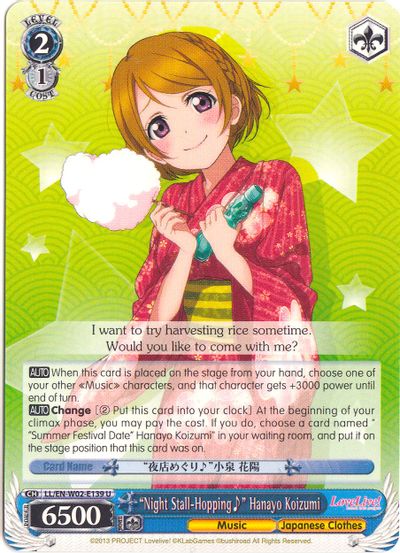 LEVEL
2
1
COST
I want to try harvesting rice sometime.
Would you like to come with me?
AUTO When this card is placed on the stage from your hand, choose one of
your other «Music» characters, and that character gets +3000 power until
end of turn.
AUTO Change [② Put this card into your clock] At the beginning of your
climax phase, you may pay the cost. If you do, choose a card named "
"Summer Festival Date" Hanayo Koizumi" in your waiting room, and put it
on the stage position that this card was on.
Card Name
“夜店めぐり♪”小泉 花陽
CH LL/EN-W02-E139 U
POWER
6500
“Night Stall-Hopping♪” Hanayo Koizumi
LoveLive!
Music
Japanese Clothes
©2013 PROJECT Lovelive! ©KLabGames ©bushiroad All Rights Reserved.